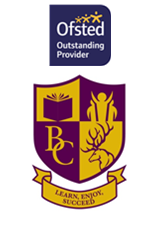 Ofsted
Outstanding
Provider
BC
LEARN, ENJOY,
SUCCEED